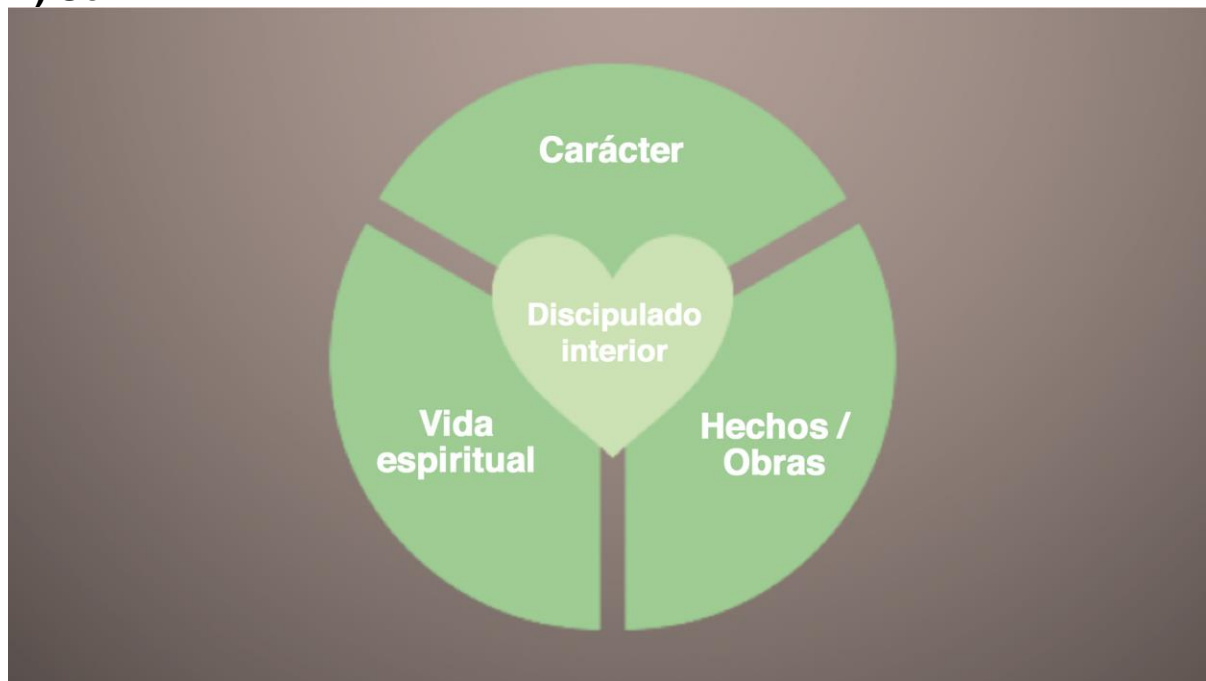 Carácter
Discipulado
interior
Vida
espiritual
Hechos /
Obras